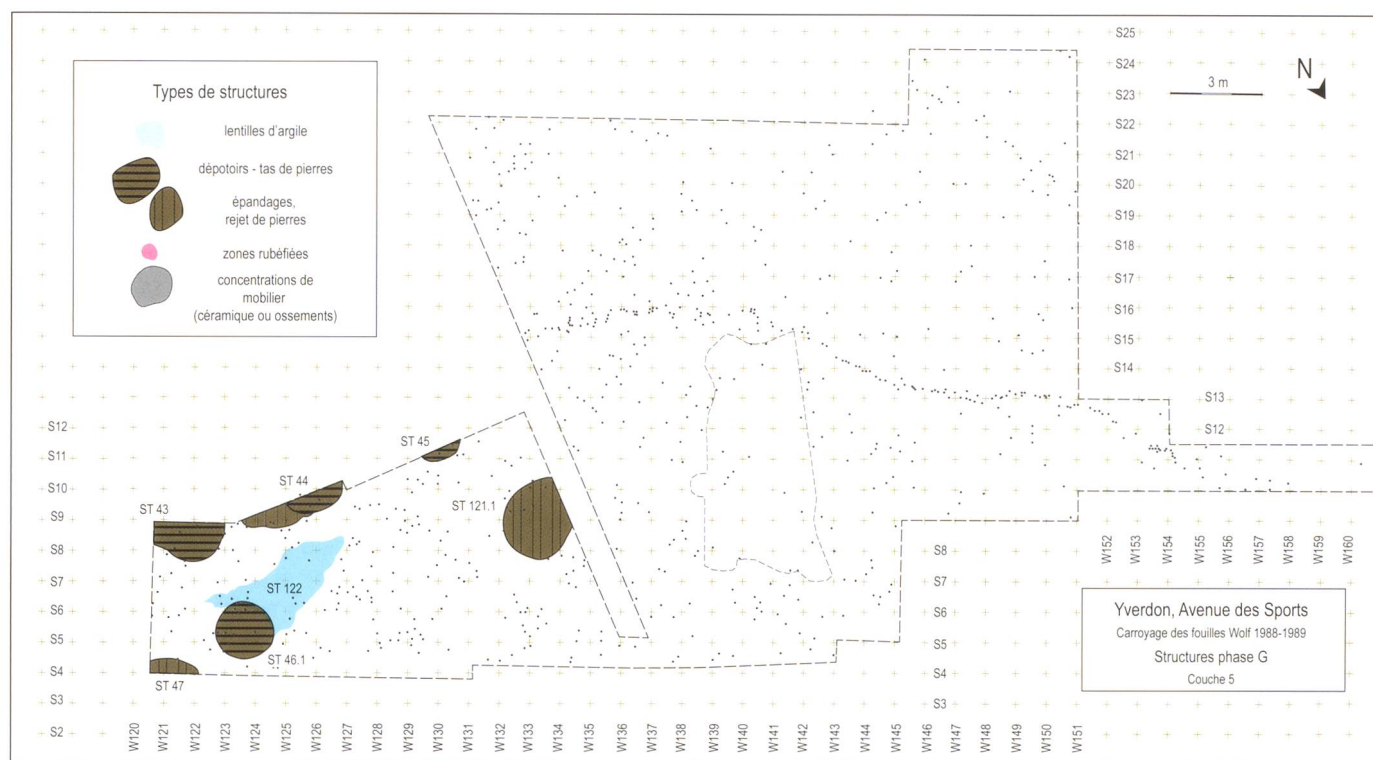 Types de structures
lentilles d'argile
dépotoirs - tas de pierres
épandages,
rejet de pierres
zones rubéfiées
concentrations de
mobilier
(céramique ou ossements)
S25
S24
S23
S22
S21
S20
S19
S18
S17
S16
S15
S14
S13
S12
3 m
N
S12
S11
S10
S9
S8
S7
S6
S5
S4
S3
S2
ST 43
ST 44
ST 45
ST 121.1
ST 122
ST 46.1
ST 47
S8
S7
S6
S5
S4
S3
W120
W121
W122
W123
W124
W125
W126
W127
W128
W129
W130
W131
W132
W133
W134
W135
W136
W137
W138
W139
W140
W141
W142
W143
W144
W145
W146
W147
W148
W149
W150
W151
W152
W153
W154
W155
W156
W157
W158
W159
W160
Yverdon, Avenue des Sports
Carroyage des fouilles Wolf 1988-1989
Structures phase G
Couche 5